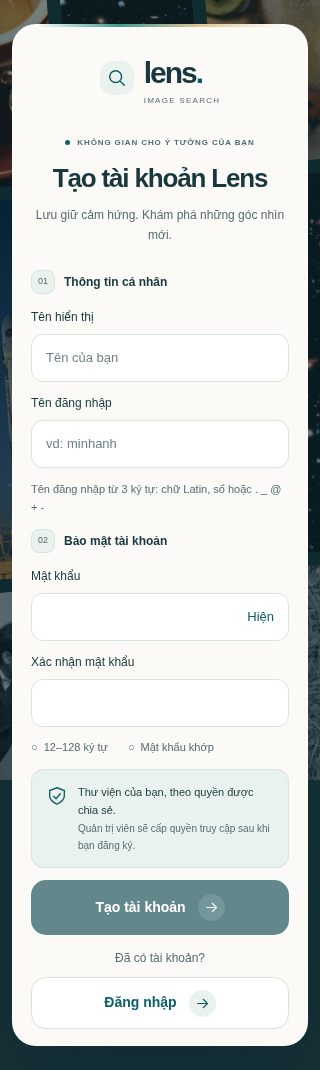 lens.
IMAGE SEARCH
KHÔNG GIAN CHO Ý TƯỞNG CỦA BẠN
Tạo tài khoản Lens
Lưu giữ cảm hứng. Khám phá những góc nhìn
mới.
01 Thông tin cá nhân
Tên hiển thị
Tên của bạn
Tên đăng nhập
vd: minhanh
Tên đăng nhập từ 3 ký tự: chữ Latin, số hoặc . _ @
+ -
02 Bảo mật tài khoản
Mật khẩu
Hiện
Xác nhận mật khẩu
○ 12–128 ký tự ○ Mật khẩu khớp
Thư viện của bạn, theo quyền được
chia sẻ.
Quản trị viên sẽ cấp quyền truy cập sau khi
bạn đăng ký.
Tạo tài khoản →
Đã có tài khoản?
Đăng nhập →